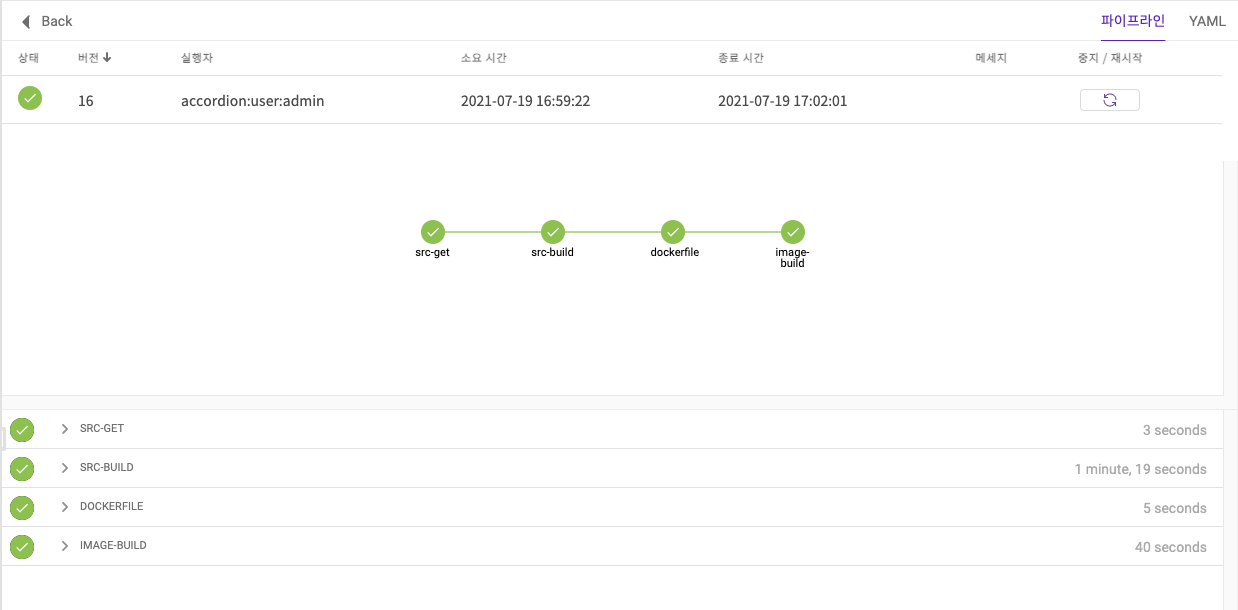 Back
파이프라인 YAML
상태 버전 실행자 소요 시간 종료 시간 메세지 중지 / 재시작
16 accordion:user:admin 2021-07-19 16:59:22 2021-07-19 17:02:01
src-get src-build dockerfile image-
build
SRC-GET 3 seconds
SRC-BUILD 1 minute, 19 seconds
DOCKERFILE 5 seconds
IMAGE-BUILD 40 seconds